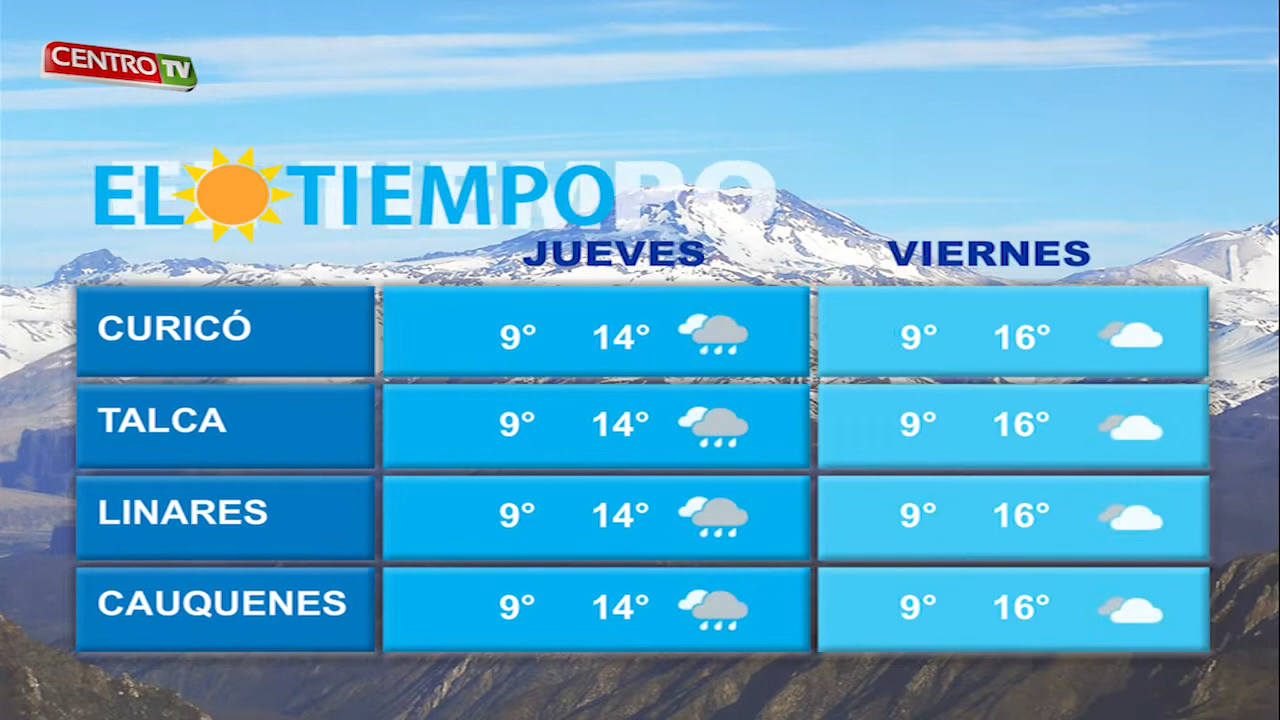 CENTRO TV
EL TIEMPO
JUEVES VIERNES
CURICÓ 9° 14° 9° 16°
TALCA 9° 14° 9° 16°
LINARES 9° 14° 9° 16°
CAUQUENES 9° 14° 9° 16°